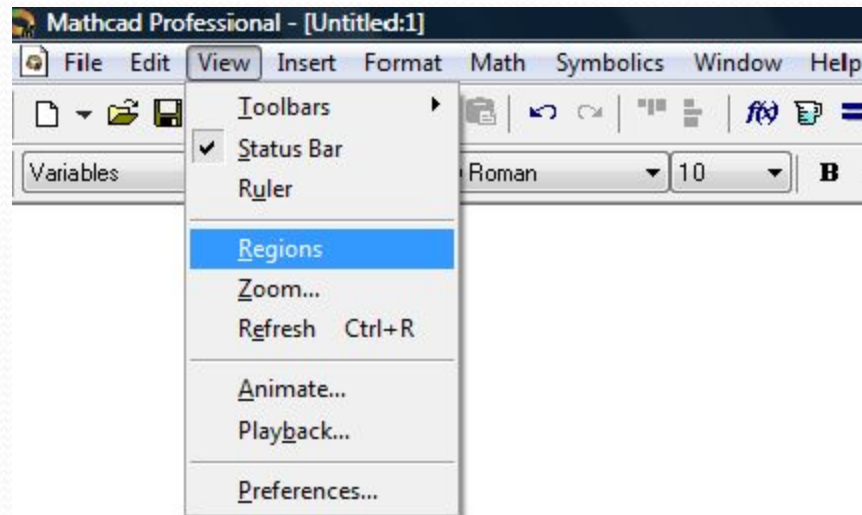 Mathcad Professional - [Untitled:1]
File Edit View Insert Format Math Symbolics Window Help
f(x)
Variables Roman 10 B
Toolbars
Status Bar
Ruler
Regions
Zoom...
Refresh Ctrl+R
Animate...
Playback...
Preferences...